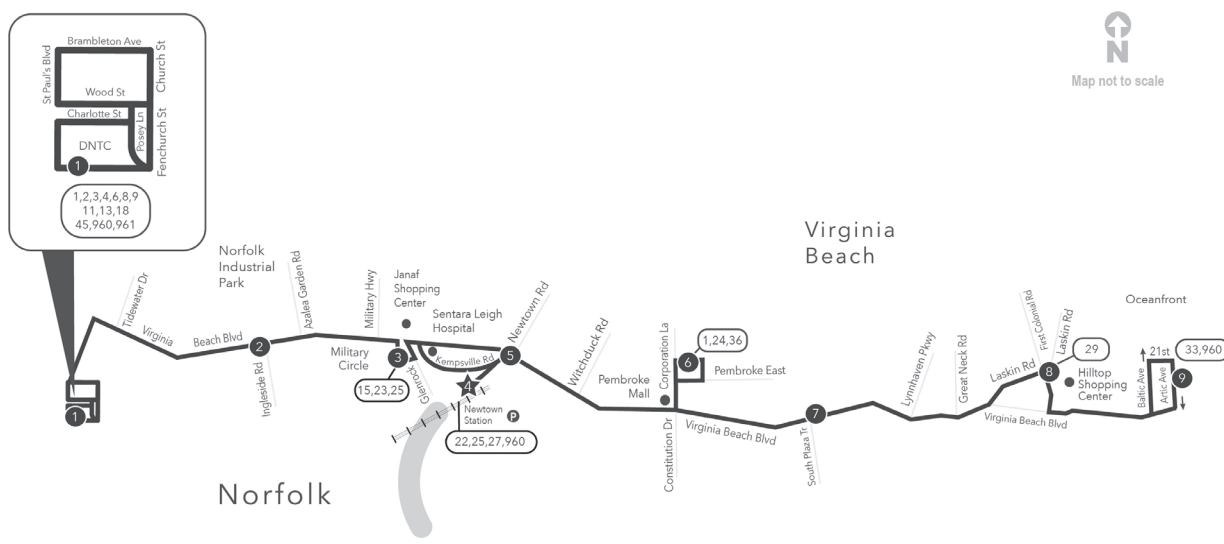 Brambleton Ave
St Paul's Blvd
Church St
Wood St
Charlotte St
Posey Ln
Fenchurch St
DNTC
1
1,2,3,4,6,8,9
11,13,18
45,960,961
N
Map not to scale
Virginia
Beach
Norfolk
Industrial
Park
Tidewater Dr
Azalea Garden Rd
Military Hwy
Janaf
Shopping
Center
Sentara Leigh
Hospital
Newtown Rd
Virginia
Beach Blvd
2
Ingleside Rd
Military
Circle
3
15,23,25
Glenrock
Kempsville Rd
4
5
Newtown
Station
P
22,25,27,960
Witchduck Rd
Pembroke
Mall
Corporation La
6
1,24,36
Pembroke East
Constitution Dr
Virginia Beach Blvd
7
South Plaza Tr
Lynnhaven Pkwy
Great Neck Rd
Laskin Rd
First Colonial Rd
Laskin Rd
8
29
Hilltop
Shopping
Center
Virginia Beach Blvd
Oceanfront
21st
33,960
Baltic Ave
Artic Ave
9
1
Norfolk